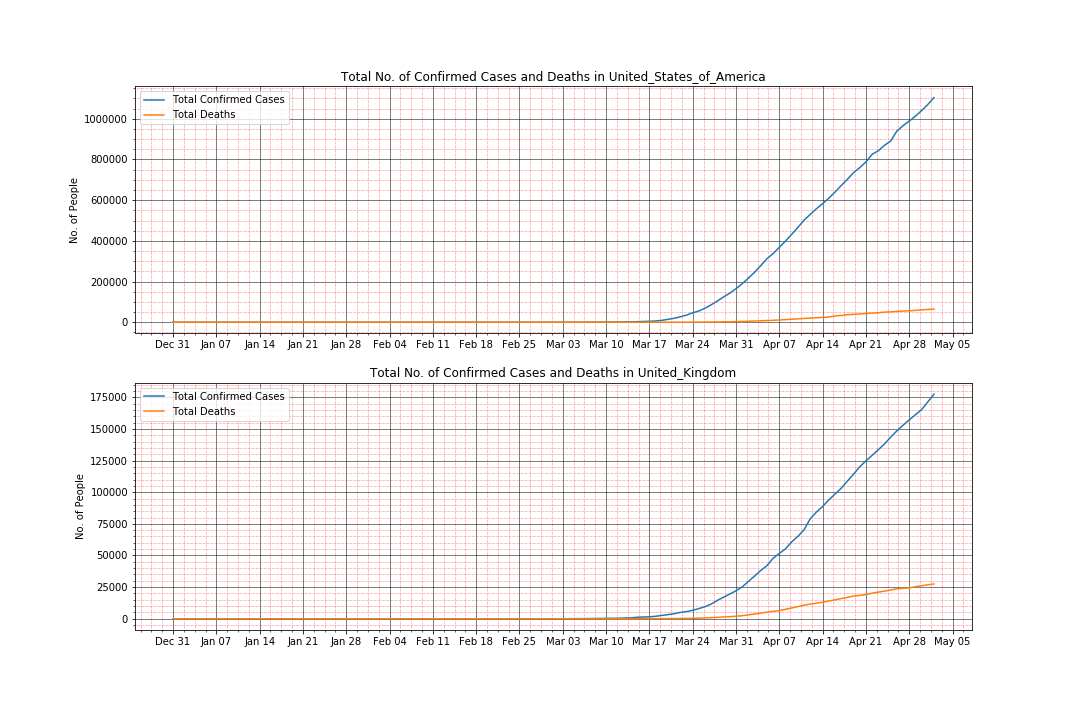 Total No. of Confirmed Cases and Deaths in United_States_of_America
Total Confirmed Cases
Total Deaths
No. of People
1000000
800000
600000
400000
200000
0
Dec 31 Jan 07 Jan 14 Jan 21 Jan 28 Feb 04 Feb 11 Feb 18 Feb 25 Mar 03 Mar 10 Mar 17 Mar 24 Mar 31 Apr 07 Apr 14 Apr 21 Apr 28 May 05
Total No. of Confirmed Cases and Deaths in United_Kingdom
Total Confirmed Cases
Total Deaths
No. of People
175000
150000
125000
100000
75000
50000
25000
0
Dec 31 Jan 07 Jan 14 Jan 21 Jan 28 Feb 04 Feb 11 Feb 18 Feb 25 Mar 03 Mar 10 Mar 17 Mar 24 Mar 31 Apr 07 Apr 14 Apr 21 Apr 28 May 05